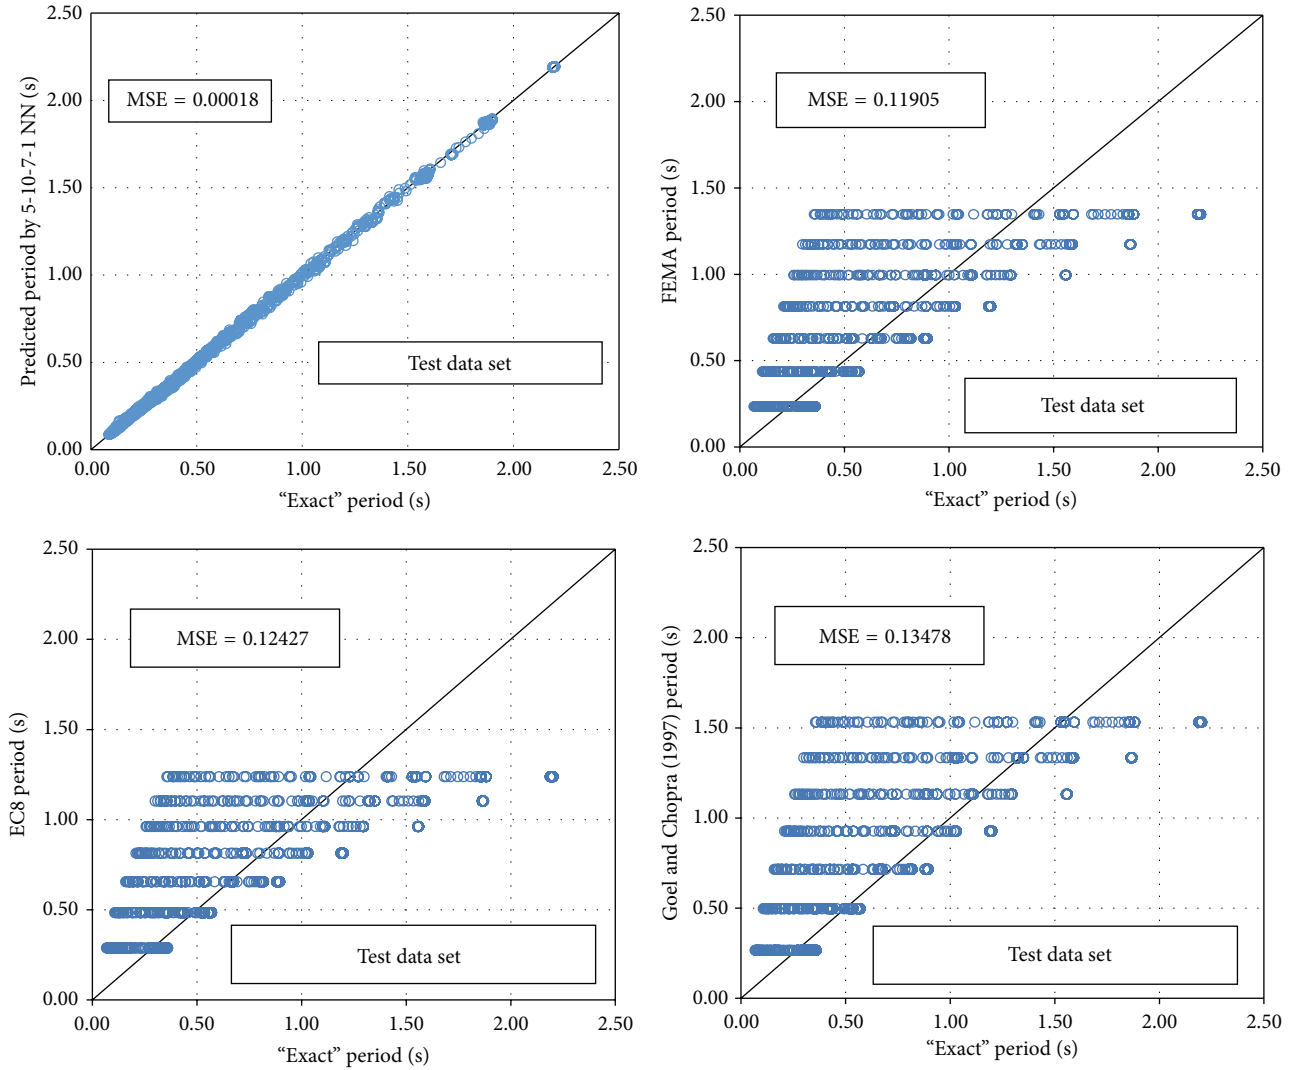 2.50
2.00
1.50
1.00
0.50
0.00
Predicted period by 5-10-7-1 NN (s)
MSE = 0.00018
Test data set
0.00 0.50 1.00 1.50 2.00 2.50
“Exact” period (s)
2.50
2.00
1.50
1.00
0.50
0.00
FEMA period (s)
MSE = 0.11905
Test data set
0.00 0.50 1.00 1.50 2.00 2.50
“Exact” period (s)
2.50
2.00
1.50
1.00
0.50
0.00
EC8 period (s)
MSE = 0.12427
Test data set
0.00 0.50 1.00 1.50 2.00 2.50
“Exact” period (s)
2.50
2.00
1.50
1.00
0.50
0.00
Goel and Chopra (1997) period (s)
MSE = 0.13478
Test data set
0.00 0.50 1.00 1.50 2.00 2.50
“Exact” period (s)